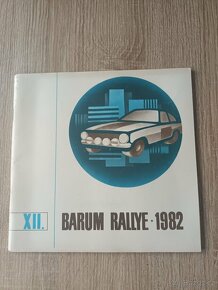 XII. BARUM RALLYE · 1982